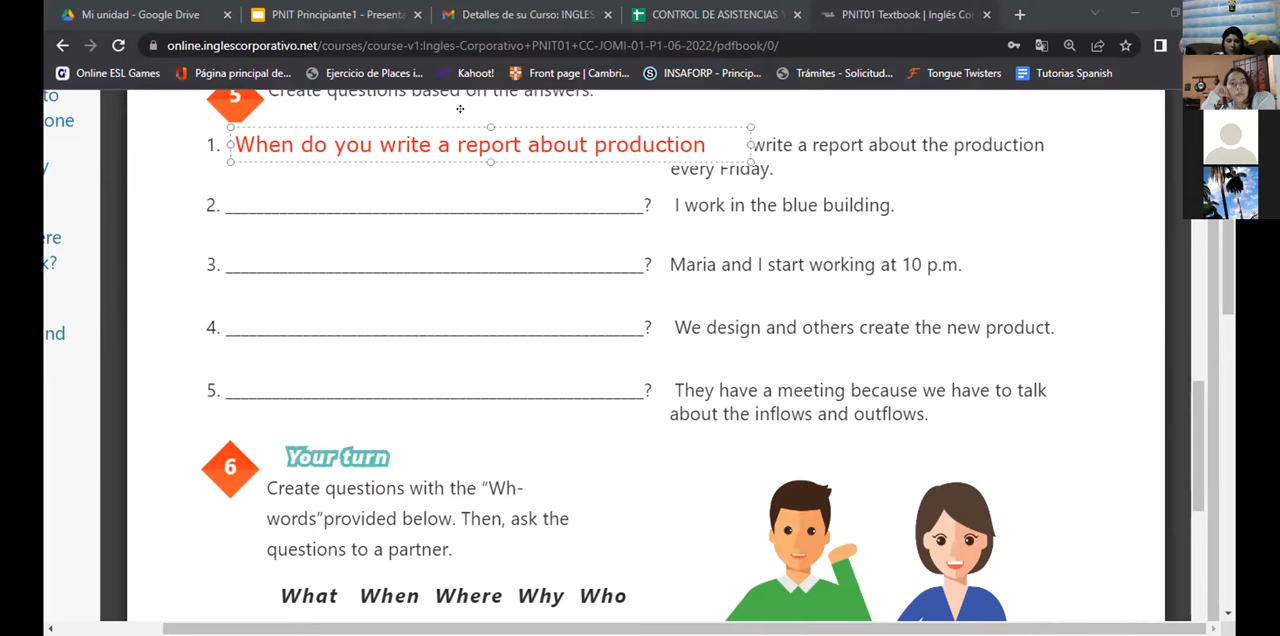 Mi unidad - Google Drive
PNIT Principiante1 - Presenta
Detalles de su Curso: INGLES
CONTROL DE ASISTENCIAS Y
PNIT01 Textbook | Inglés Cor
online.inglescorporativo.net/courses/course-v1:Ingles-Corporativo+PNIT01+CC-JOMI-01-P1-06-2022/pdfbook/0/
Online ESL Games
Página principal de...
Ejercicio de Places i...
Kahoot!
Front page | Cambri...
INSAFORP - Princip...
Trámites - Solicitud...
Tongue Twisters
Tutorias Spanish
to
one
y
ere
k?
nd
5 Create questions based on the answers.
1. When do you write a report about production write a report about the production
every Friday.
2. ? I work in the blue building.
3. ? Maria and I start working at 10 p.m.
4. ? We design and others create the new product.
5. ? They have a meeting because we have to talk
about the inflows and outflows.
6 Your turn
Create questions with the “Wh-
words”provided below. Then, ask the
questions to a partner.
What When Where Why Who